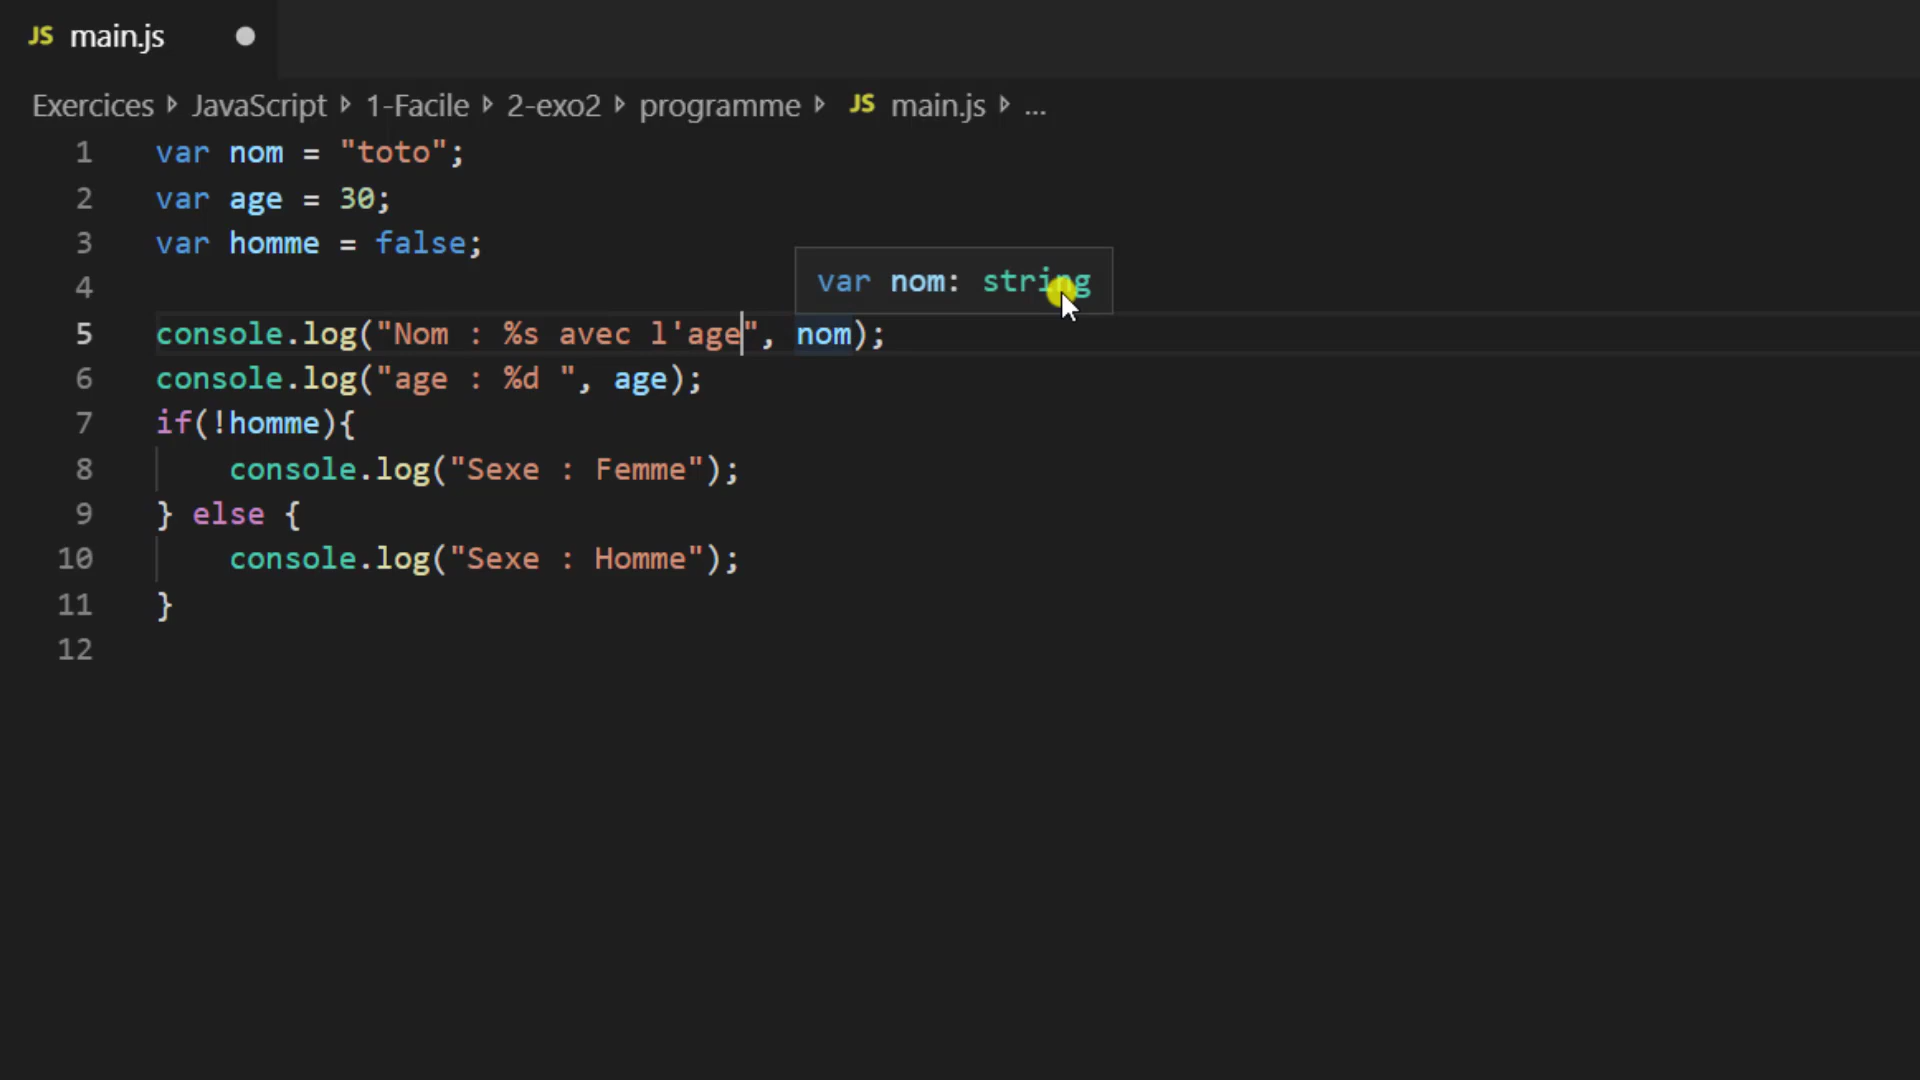 JS main.js
Exercices JavaScript 1-Facile 2-exo2 programme JS main.js ...
1 var nom = "toto";
2 var age = 30;
3 var homme = false;
var nom: string
4
5 console.log("Nom : %s avec l'age", nom);
6 console.log("age : %d ", age);
7 if(!homme){
8 console.log("Sexe : Femme");
9 } else {
10 console.log("Sexe : Homme");
11 }
12